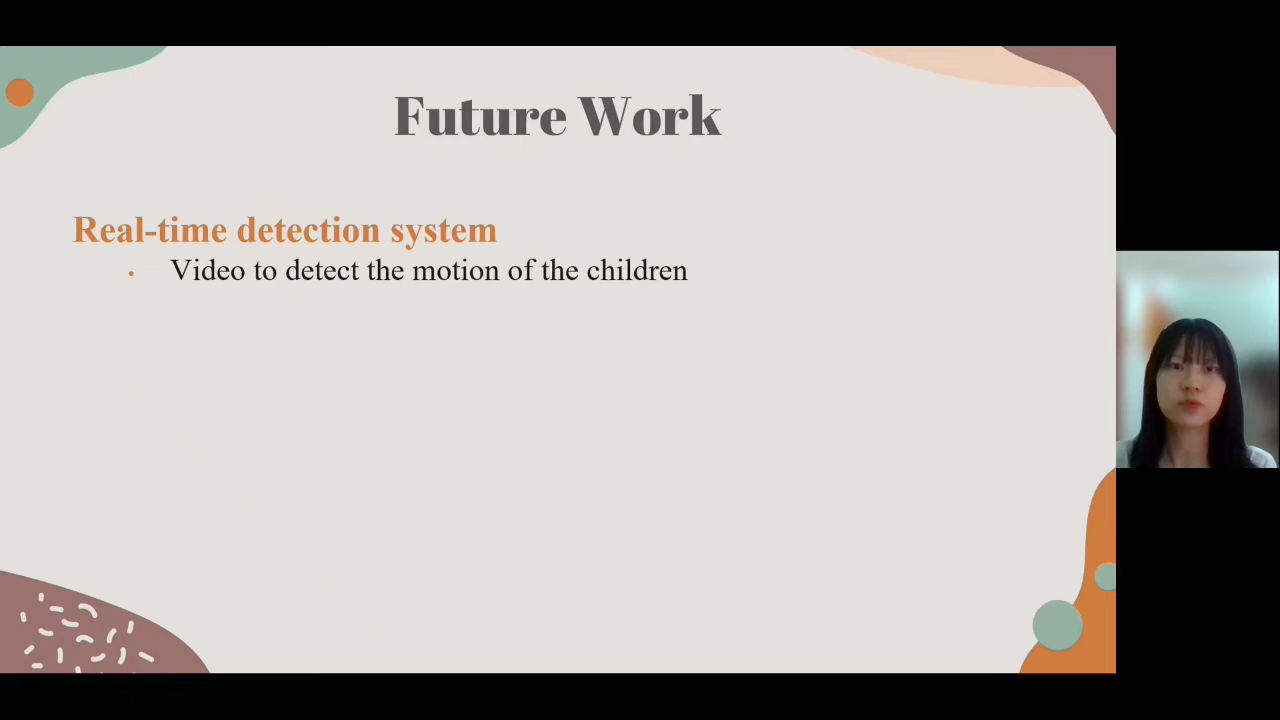 Future Work
Real-time detection system
• Video to detect the motion of the children